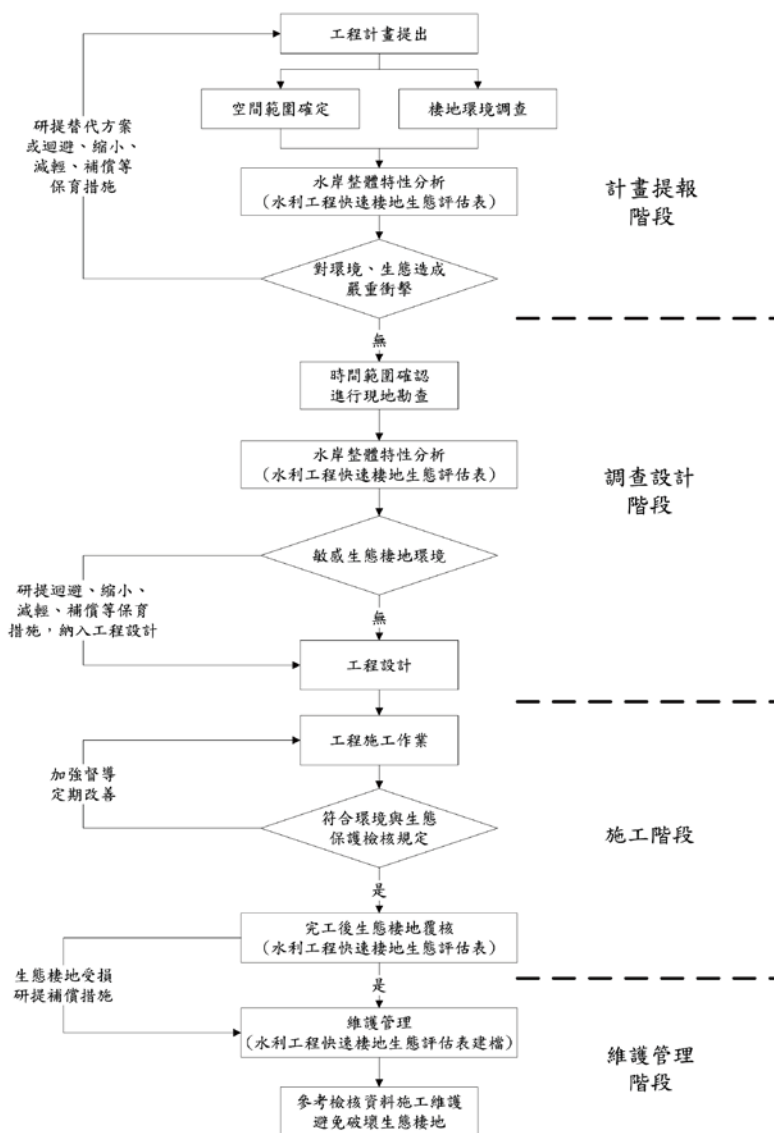 工程計畫提出
空間範圍確定
棲地環境調查
研提替代方案
或迴避、縮小、
減輕、補償等
保育措施
水岸整體特性分析
(水利工程快速棲地生態評估表)
計畫提報
階段
對環境、生態造成
嚴重衝擊
無
時間範圍確認
進行現地勘查
水岸整體特性分析
(水利工程快速棲地生態評估表)
調查設計
階段
敏感生態棲地環境
研提迴避、縮小、
減輕、補償等保育
措施，納入工程設計
無
工程設計
工程施工作業
加強督導
定期改善
符合環境與生態
保護檢核規定
施工階段
是
完工後生態棲地覆核
(水利工程快速棲地生態評估表)
生態棲地受損
研提補償措施
是
維護管理
(水利工程快速棲地生態評估表建檔)
維護管理
階段
參考檢核資料施工維護
避免破壞生態棲地